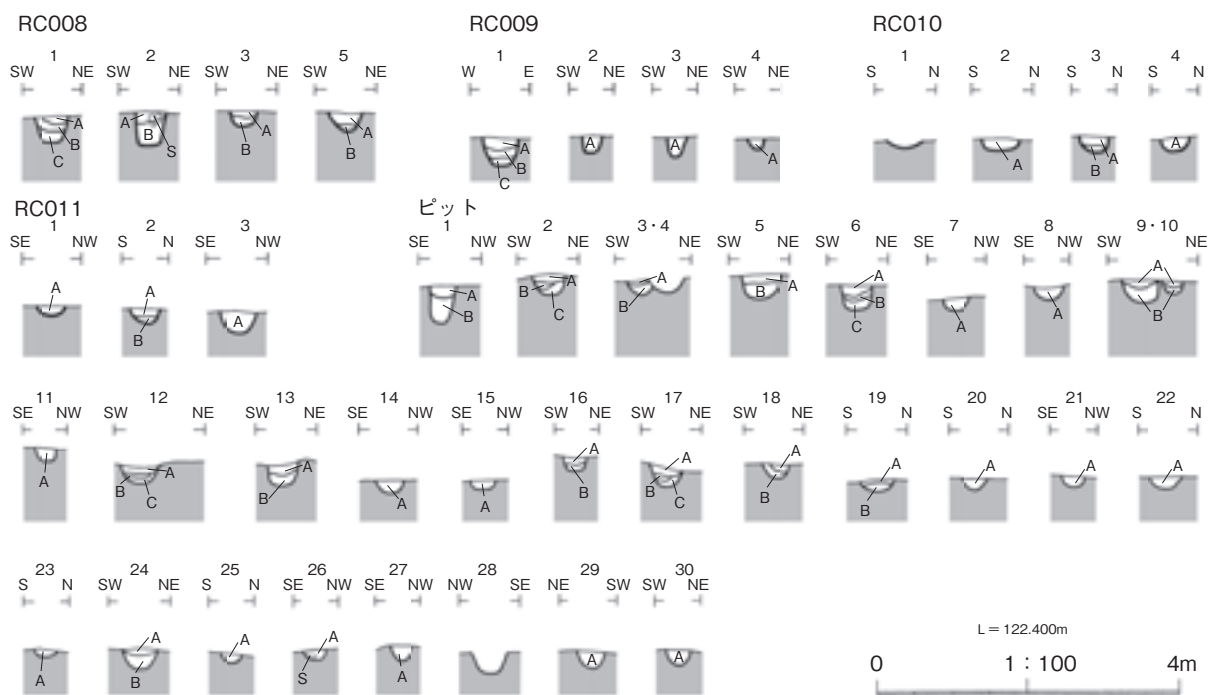 RC008 RC009 RC010
1 2 3 5 1 2 3 4 1 2 3 4
SW NE SW NE SW NE SW NE W E SW NE SW NE SW NE S N S N S N S N
A B C A B S A B A B A B C A A A A A B A
RC011 ピット
1 2 3 1 2 3・4 5 6 7 8 9・10
SE NW S N SE NW SE NW SW NE SW NE SW NE SW NE SE NW SE NW SW NE
A A B A A B A B C A B A B A B C A A A B
11 12 13 14 15 16 17 18 19 20 21 22
SE NW SW NE SW NE SE NW SE NW SW NE SW NE SW NE S N S N SE NW S N
A A B C A B A A A B A B C A B A B A A A
23 24 25 26 27 28 29 30
S N SW NE S N SE NW SE NW NW SE NE SW SW NE
A A B A A S A A A
L = 122.400m
0 1：100 4m